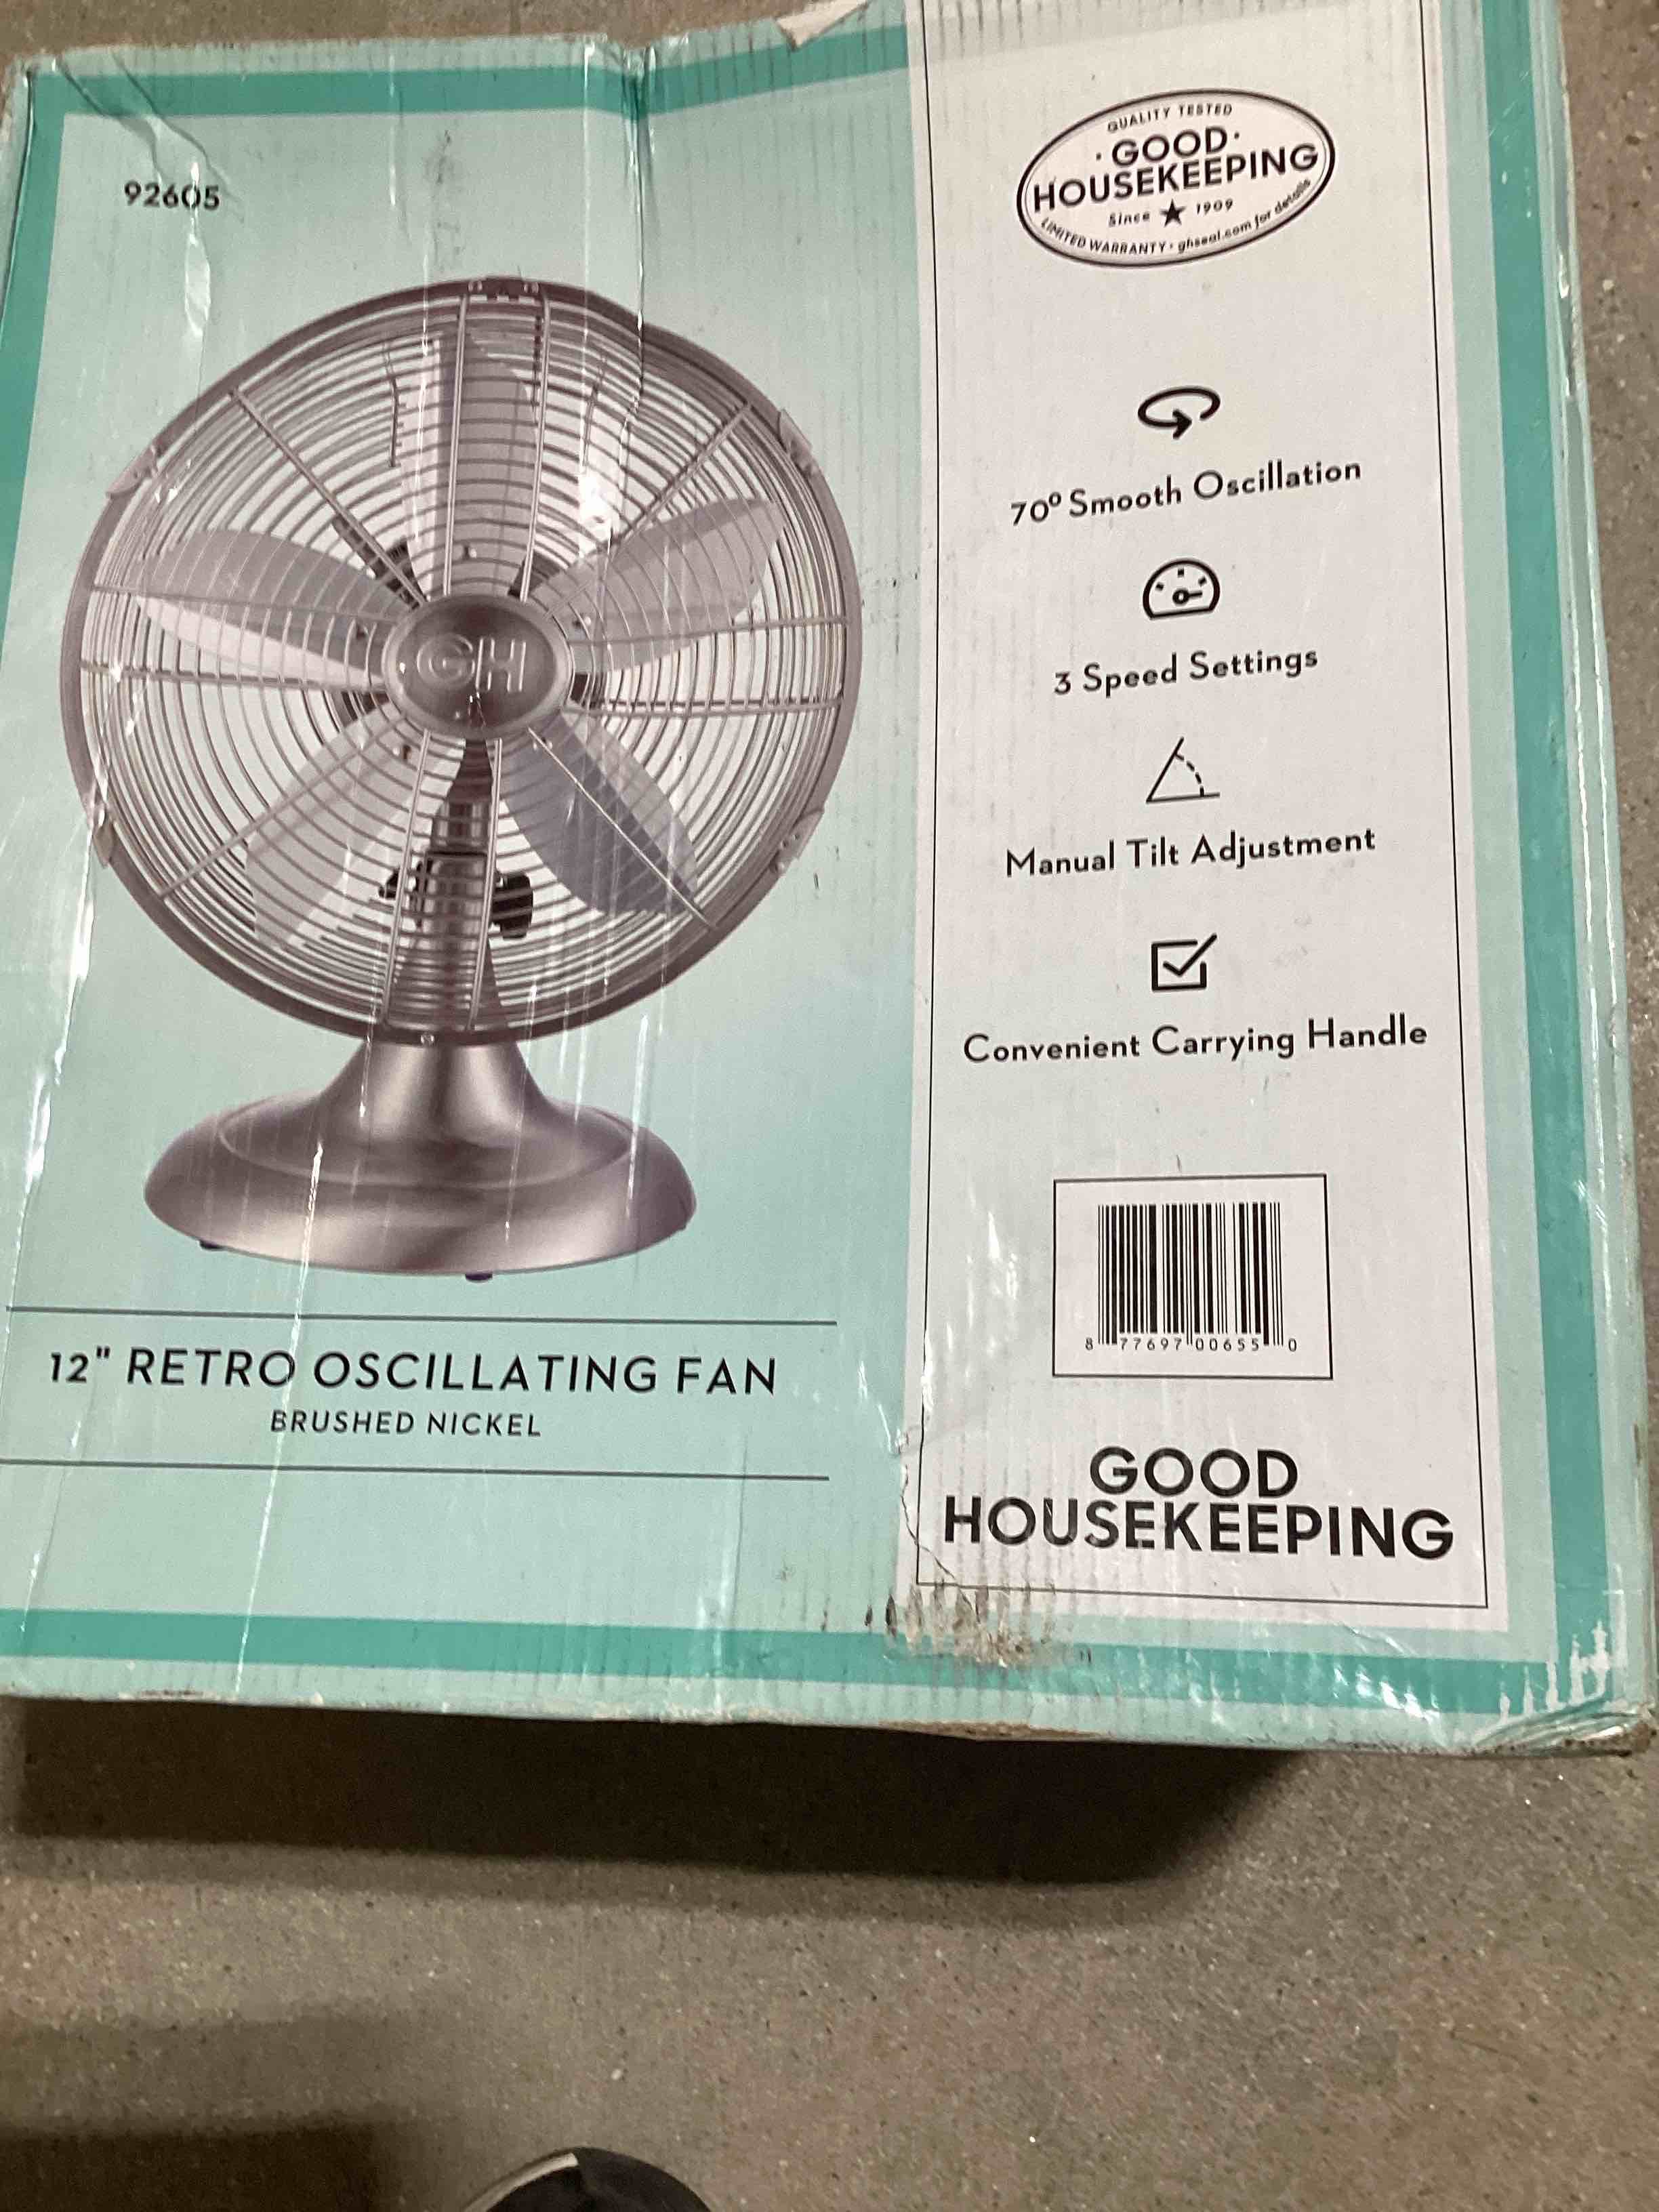 92605
GH
12" RETRO OSCILLATING FAN
BRUSHED NICKEL
QUALITY TESTED
· GOOD ·
HOUSEKEEPING
Since ★ 1909
LIMITED WARRANTY · ghseal.com for details
70° Smooth Oscillation
3 Speed Settings
Manual Tilt Adjustment
Convenient Carrying Handle
8 77697 00655 0
GOOD
HOUSEKEEPING